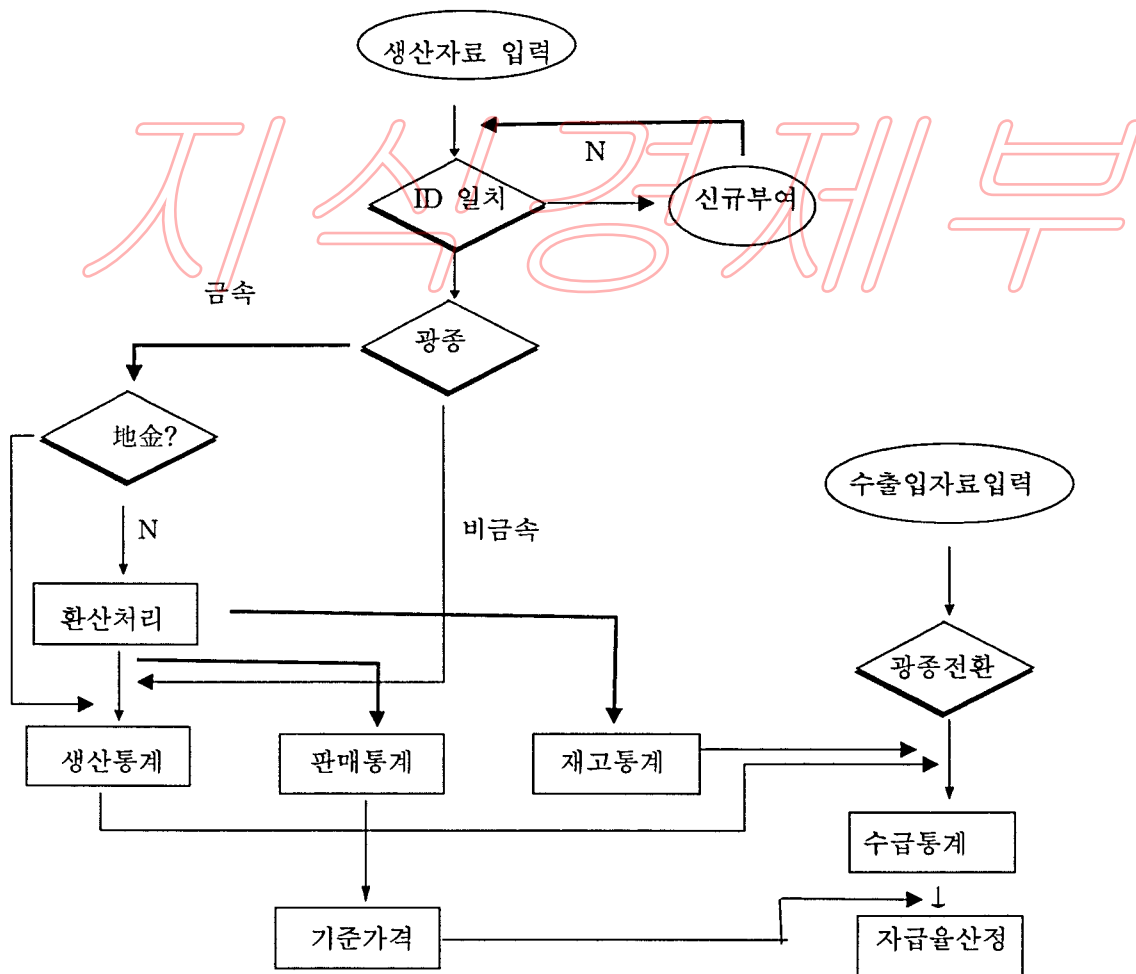 생산자료 입력
N
ID 일치
신규부여
금속
광종
地金?
수출입자료입력
N
비금속
환산처리
광종전환
생산통계
판매통계
재고통계
수급통계
기준가격
자급율산정
지식경제부